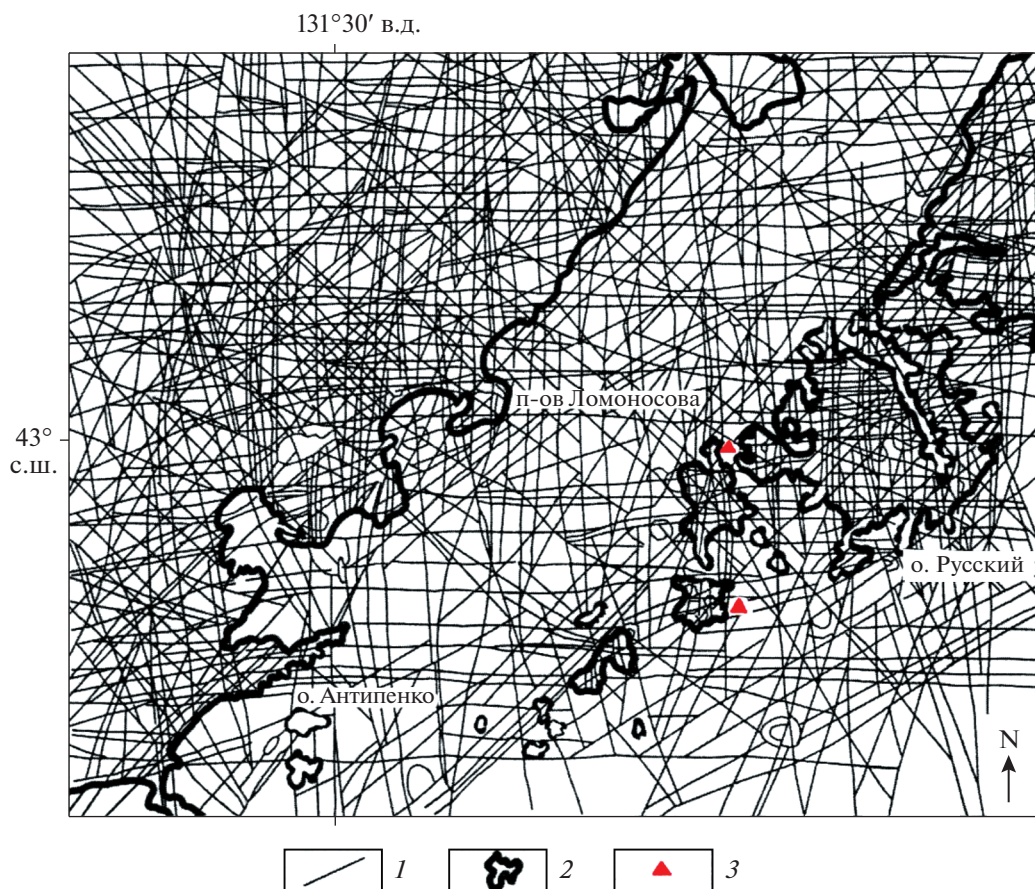 131°30′ в.д.
п-ов Ломоносова
43°
с.ш.
о. Русский
о. Антипенко
N
1
2
3